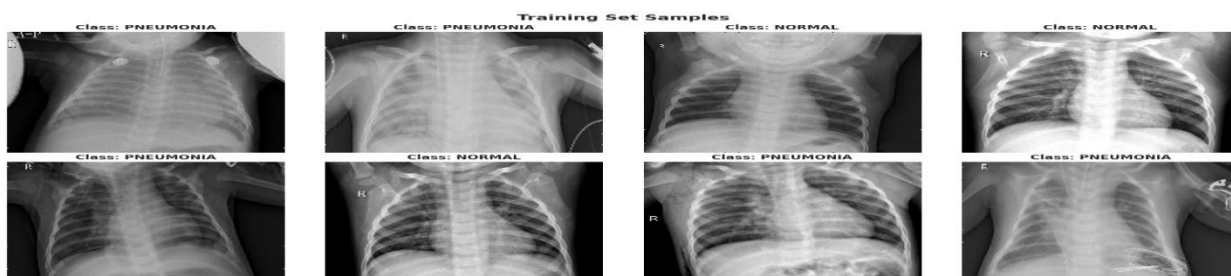 Training Set Samples
Class: PNEUMONIA
Class: PNEUMONIA
Class: NORMAL
Class: NORMAL
A-P
R
R
Class: PNEUMONIA
Class: NORMAL
Class: PNEUMONIA
Class: PNEUMONIA
R
R
R